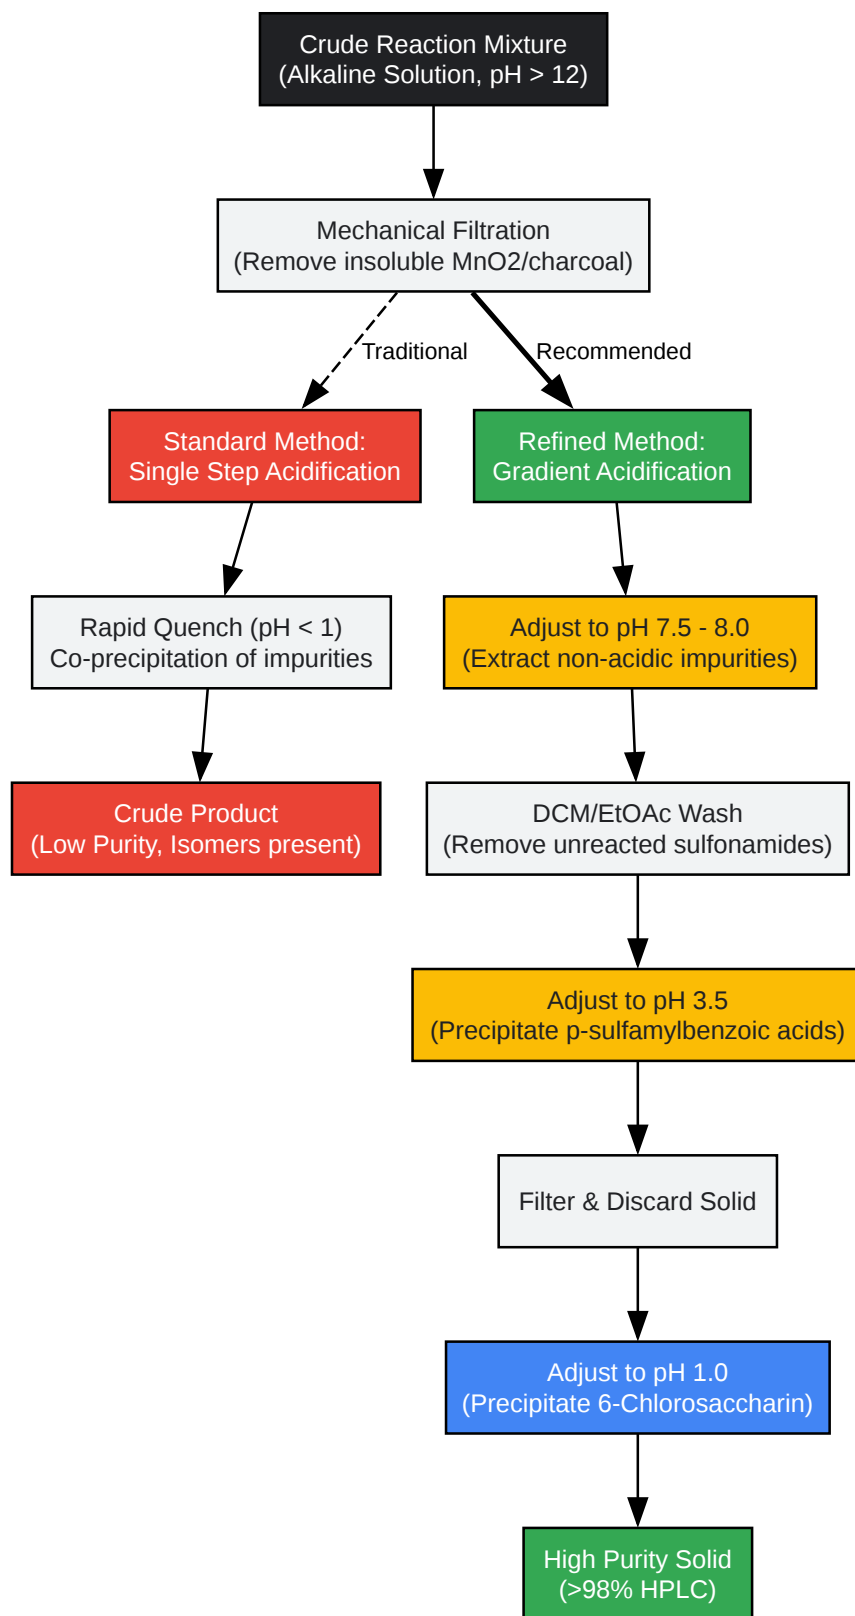 Crude Reaction Mixture
(Alkaline Solution, pH > 12)
Mechanical Filtration
(Remove insoluble MnO2/charcoal)
Traditional
Recommended
Standard Method:
Single Step Acidification
Refined Method:
Gradient Acidification
Rapid Quench (pH < 1)
Co-precipitation of impurities
Adjust to pH 7.5 - 8.0
(Extract non-acidic impurities)
Crude Product
(Low Purity, Isomers present)
DCM/EtOAc Wash
(Remove unreacted sulfonamides)
Adjust to pH 3.5
(Precipitate p-sulfamylbenzoic acids)
Filter & Discard Solid
Adjust to pH 1.0
(Precipitate 6-Chlorosaccharin)
High Purity Solid
(>98% HPLC)